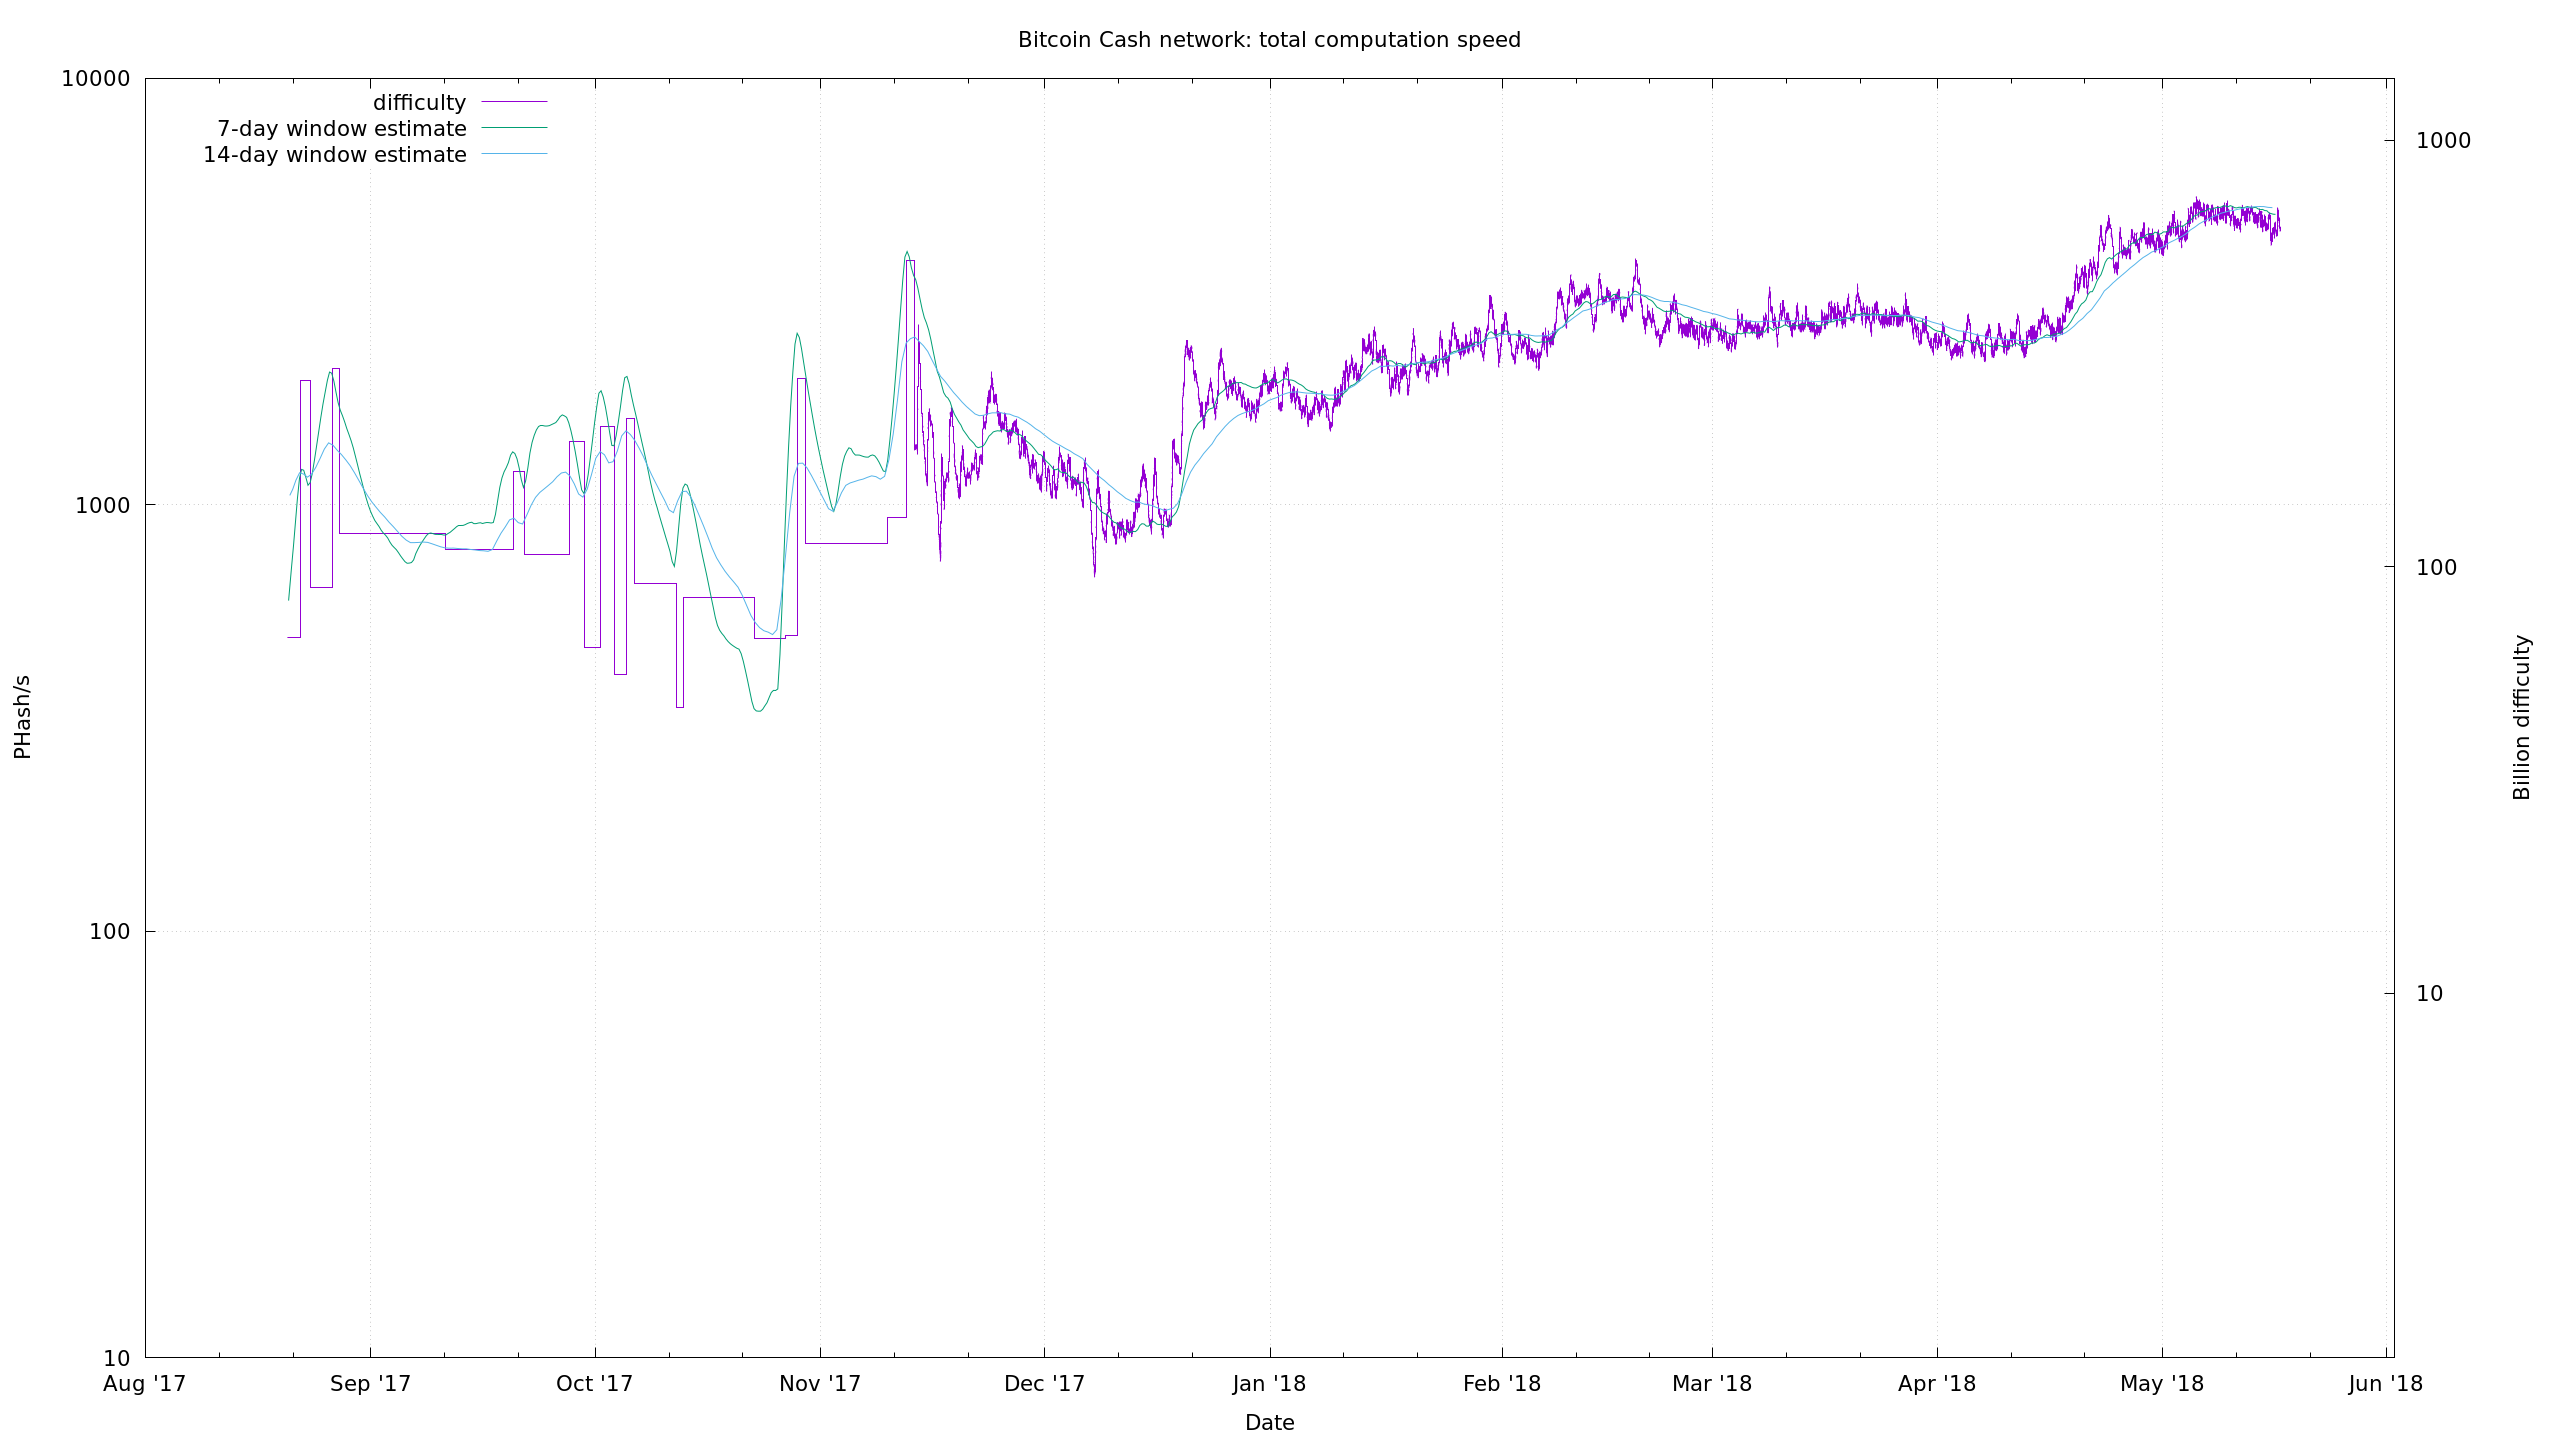 Bitcoin Cash network: total computation speed
difficulty
7-day window estimate
14-day window estimate
10000
1000
100
10
PHash/s
1000
100
10
Billion difficulty
Aug '17 Sep '17 Oct '17 Nov '17 Dec '17 Jan '18 Feb '18 Mar '18 Apr '18 May '18 Jun '18
Date